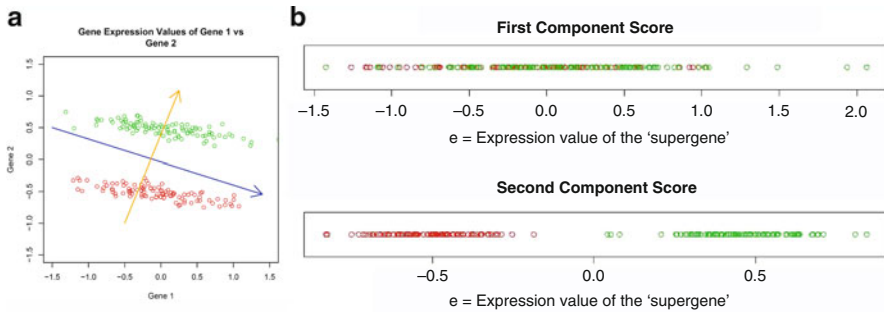 a
Gene Expression Values of Gene 1 vs
Gene 2
1.5
1.0
0.5
0.0
−0.5
−1.0
−1.5
Gene 2
−1.5 −1.0 −0.5 0.0 0.5 1.0 1.5
Gene 1
b
First Component Score
−1.5 −1.0 −0.5 0.0 0.5 1.0 1.5 2.0
e = Expression value of the ‘supergene’
Second Component Score
−0.5 0.0 0.5
e = Expression value of the ‘supergene’